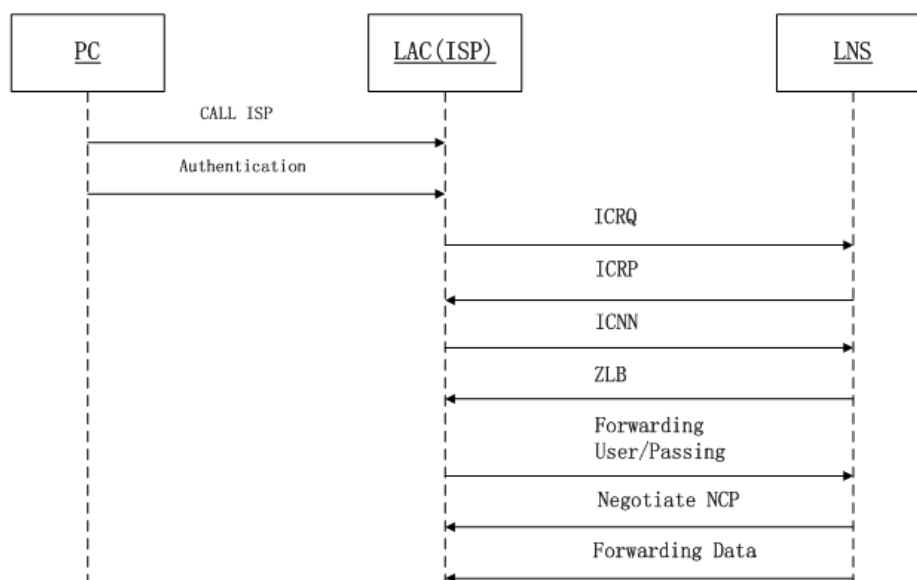 PC
LAC(ISP)
LNS
CALL ISP
Authentication
ICRQ
ICRP
ICNN
ZLB
Forwarding
User/Passing
Negotiate NCP
Forwarding Data